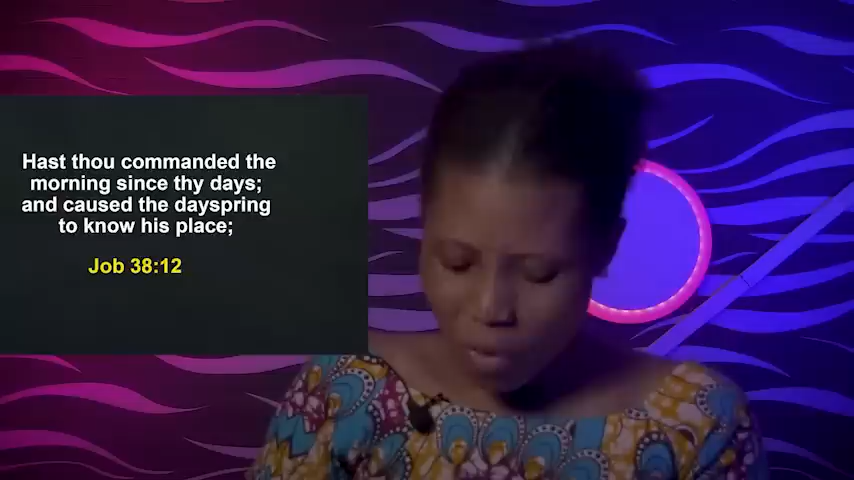 Hast thou commanded the
morning since thy days;
and caused the dayspring
to know his place;
Job 38:12